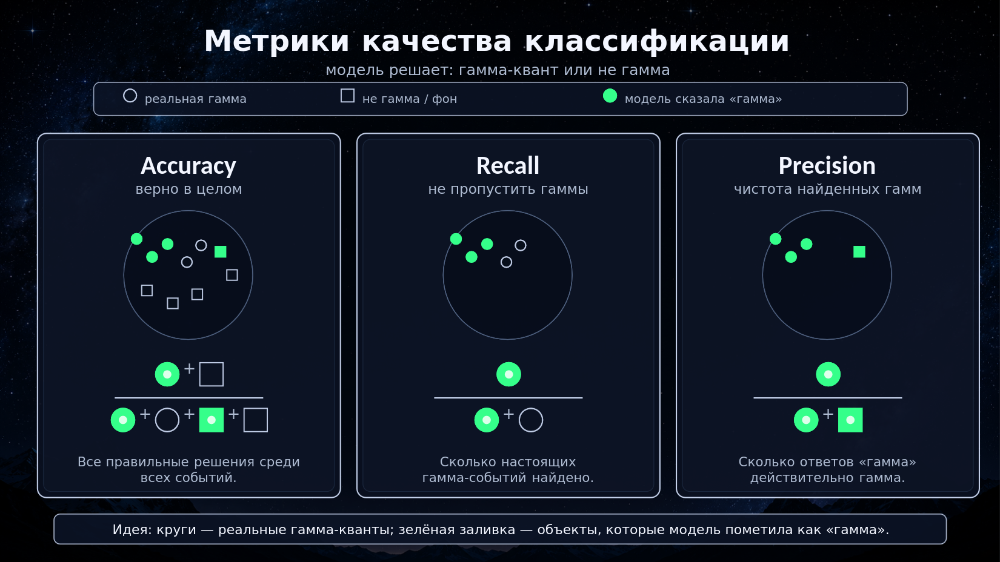 Метрики качества классификации
модель решает: гамма-квант или не гамма
реальная гамма
не гамма / фон
модель сказала «гамма»
Accuracy
верно в целом
+
+ + +
Все правильные решения среди
всех событий.
Recall
не пропустить гаммы
+
Сколько настоящих
гамма-событий найдено.
Precision
чистота найденных гамм
+
Сколько ответов «гамма»
действительно гамма.
Идея: круги — реальные гамма-кванты; зелёная заливка — объекты, которые модель пометила как «гамма».